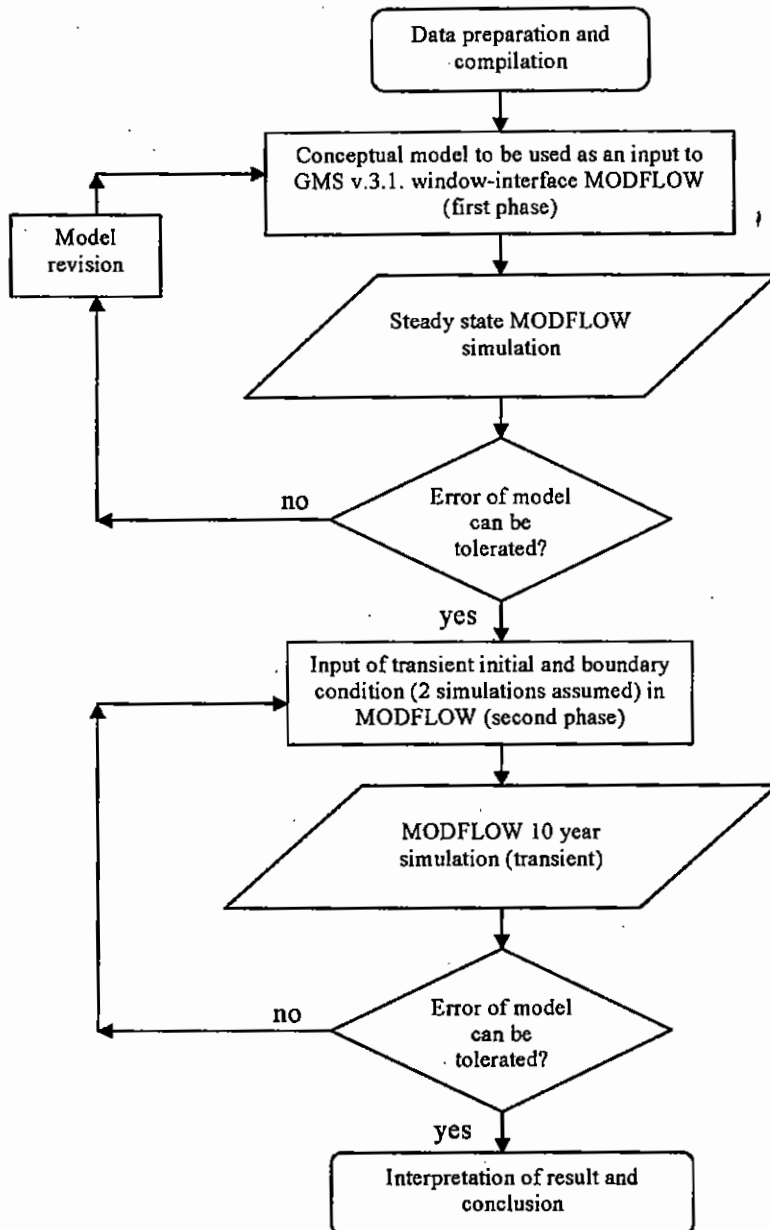 Data preparation and
compilation
Conceptual model to be used as an input to
GMS v.3.1. window-interface MODFLOW
(first phase)
Model
revision
Steady state MODFLOW
simulation
no
Error of model
can be
tolerated?
yes
Input of transient initial and boundary
condition (2 simulations assumed) in
MODFLOW (second phase)
MODFLOW 10 year
simulation (transient)
no
Error of model
can be
tolerated?
yes
Interpretation of result and
conclusion